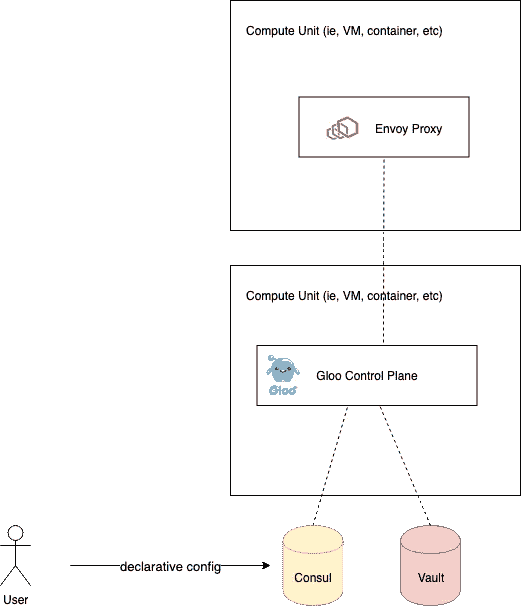 Compute Unit (ie, VM, container, etc)
Envoy Proxy
Compute Unit (ie, VM, container, etc)
Gloo
Gloo Control Plane
declarative config
Consul
Vault
User